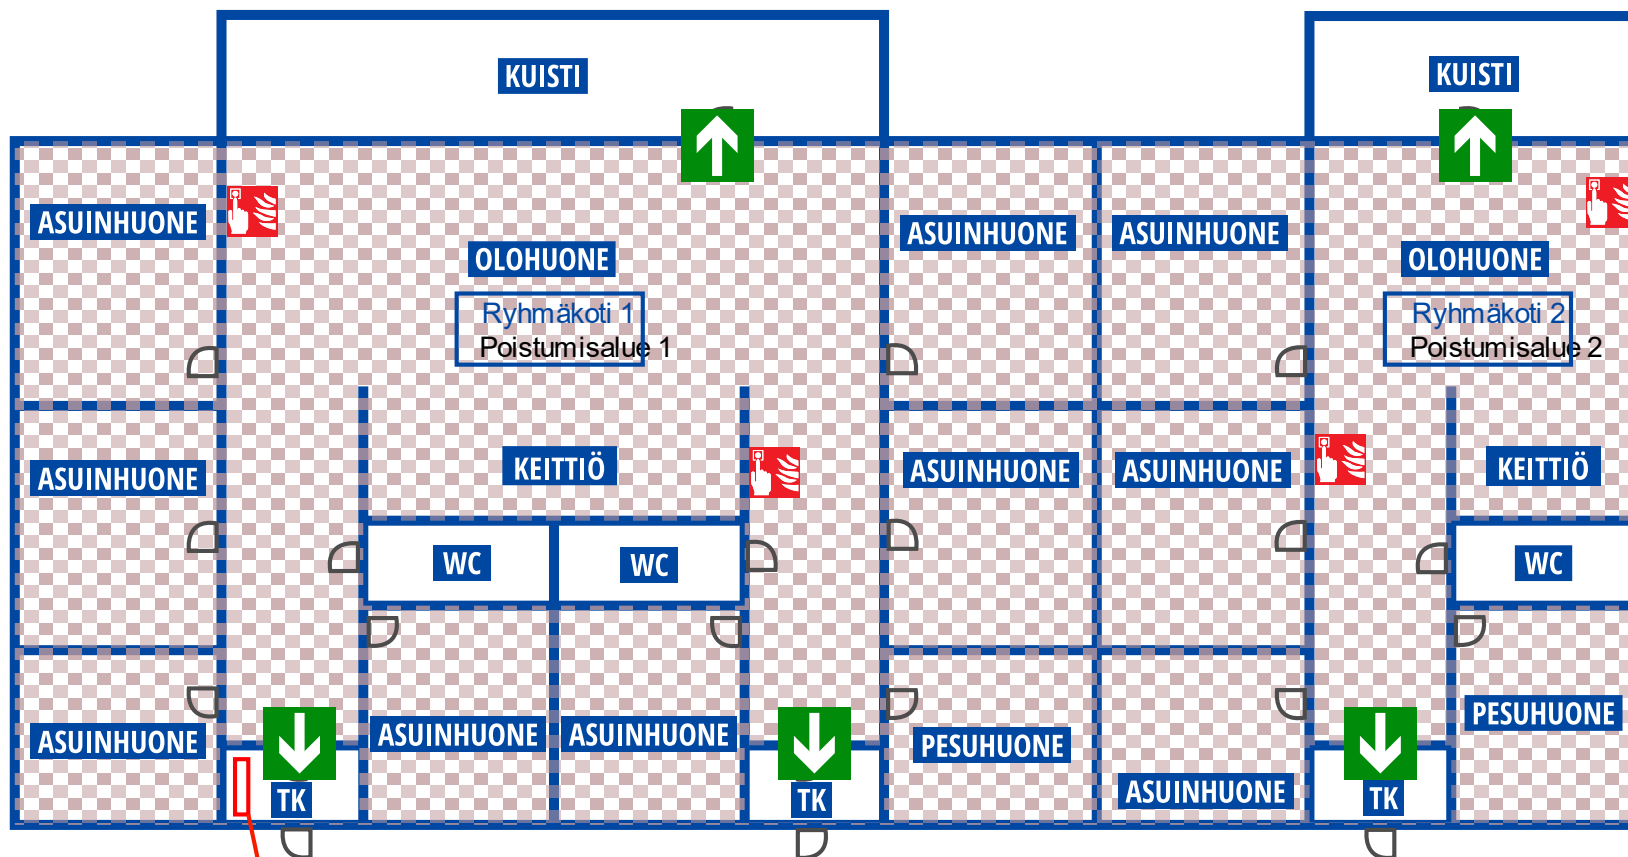 KUISTI
KUISTI
ASUINHUONE
ASUINHUONE
ASUINHUONE
OLOHUONE
OLOHUONE
Ryhmäkoti 1
Poistumisalue 1
Ryhmäkoti 2
Poistumisalue 2
ASUINHUONE
KEITTIÖ
ASUINHUONE
ASUINHUONE
KEITTIÖ
WC
WC
WC
ASUINHUONE
ASUINHUONE
ASUINHUONE
PESUHUONE
PESUHUONE
TK
TK
ASUINHUONE
TK